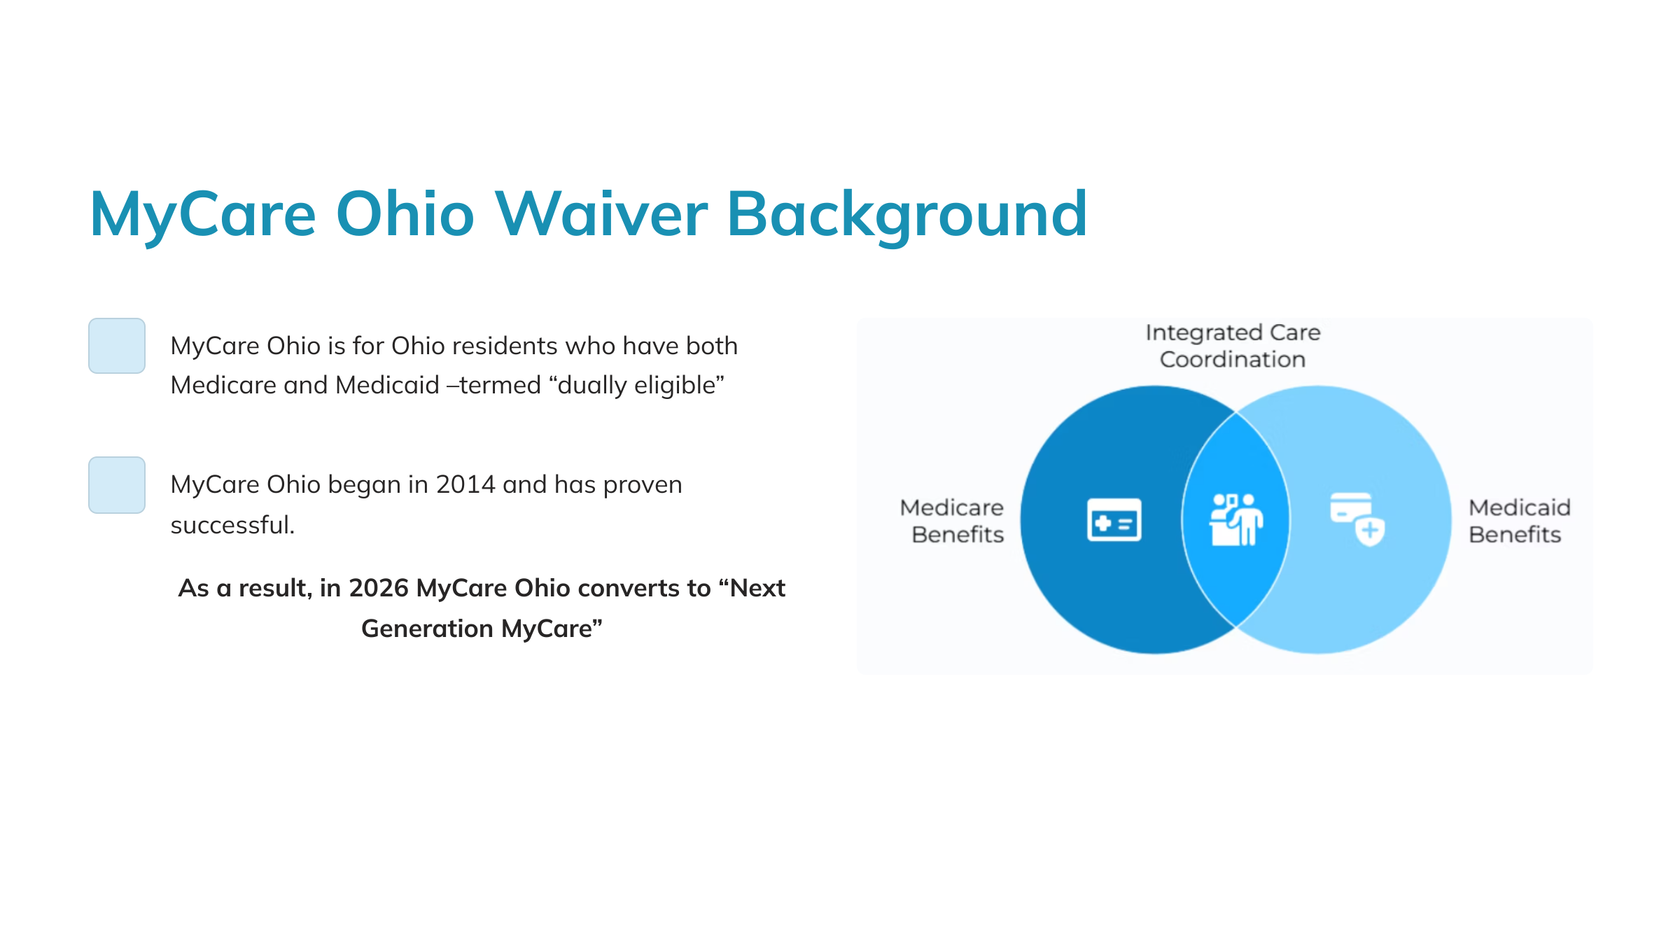 MyCare Ohio Waiver Background
MyCare Ohio is for Ohio residents who have both
Medicare and Medicaid –termed “dually eligible”
MyCare Ohio began in 2014 and has proven
successful.
As a result, in 2026 MyCare Ohio converts to “Next
Generation MyCare”
Integrated Care
Coordination
Medicare
Benefits
Medicaid
Benefits